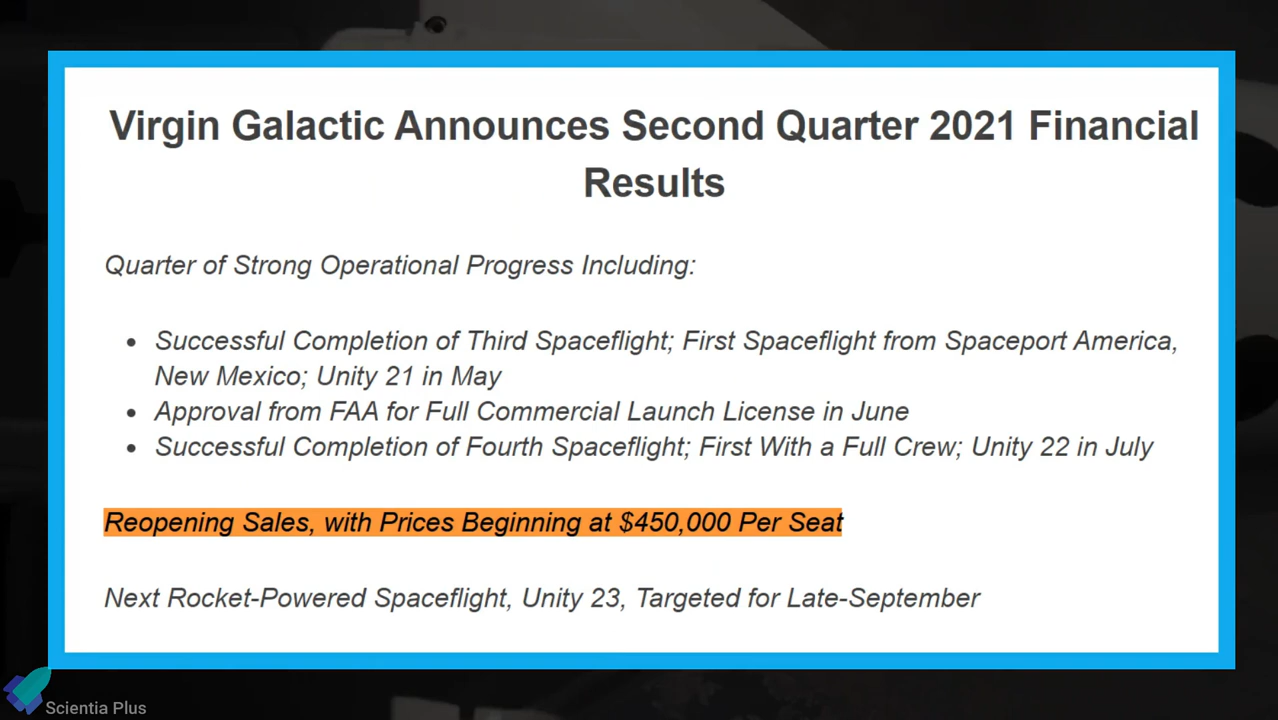 Virgin Galactic Announces Second Quarter 2021 Financial
Results
Quarter of Strong Operational Progress Including:
• Successful Completion of Third Spaceflight; First Spaceflight from Spaceport America,
New Mexico; Unity 21 in May
• Approval from FAA for Full Commercial Launch License in June
• Successful Completion of Fourth Spaceflight; First With a Full Crew; Unity 22 in July
Reopening Sales, with Prices Beginning at $450,000 Per Seat
Next Rocket-Powered Spaceflight, Unity 23, Targeted for Late-September
Scientia Plus